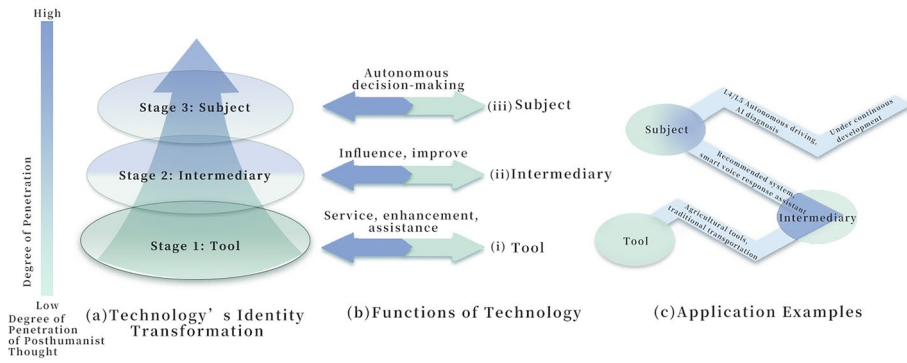 High
Degree of Penetration
Low
Degree of
Penetration
of Posthumanist
Thought
Stage 3: Subject
Stage 2: Intermediary
Stage 1: Tool
(a)Technology's Identity
Transformation
Autonomous
decision-making
(iii) Subject
Influence, improve
(ii)Intermediary
Service, enhancement,
assistance
(i) Tool
(b)Functions of Technology
Subject
L4/L5 Autonomous driving,
AI diagnosis
Under continuous
development
Recommended system,
smart voice response assistant
Intermediary
Agricultural tools,
traditional transportation
Tool
(c)Application Examples